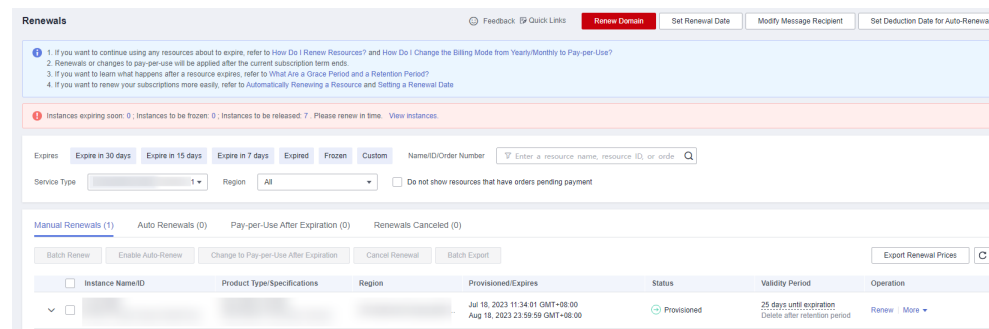 Renewals
Feedback Quick Links Renew Domain Set Renewal Date Modify Message Recipient Set Deduction Date for Auto-Renewa
1. If you want to continue using any resources about to expire, refer to How Do I Renew Resources? and How Do I Change the Billing Mode from Yearly/Monthly to Pay-per-Use?
2. Renewals or changes to pay-per-use will be applied after the current subscription term ends.
3. If you want to learn what happens after a resource expires, refer to What Are a Grace Period and a Retention Period?
4. If you want to renew your subscriptions more easily, refer to Automatically Renewing a Resource and Setting a Renewal Date
Instances expiring soon: 0 ; Instances to be frozen: 0 ; Instances to be released: 7 . Please renew in time. View instances.
Expires Expire in 30 days Expire in 15 days Expire in 7 days Expired Frozen Custom Name/ID/Order Number Enter a resource name, resource ID, or orde
Service Type 1 Region All Do not show resources that have orders pending payment
Manual Renewals (1) Auto Renewals (0) Pay-per-Use After Expiration (0) Renewals Canceled (0)
Batch Renew Enable Auto-Renew Change to Pay-per-Use After Expiration Cancel Renewal Batch Export Export Renewal Prices
Instance Name/ID Product Type/Specifications Region Provisioned/Expires Status Validity Period Operation
Jul 18, 2023 11:34:01 GMT+08:00
Aug 18, 2023 23:59:59 GMT+08:00
Provisioned
25 days until expiration
Delete after retention period
Renew More